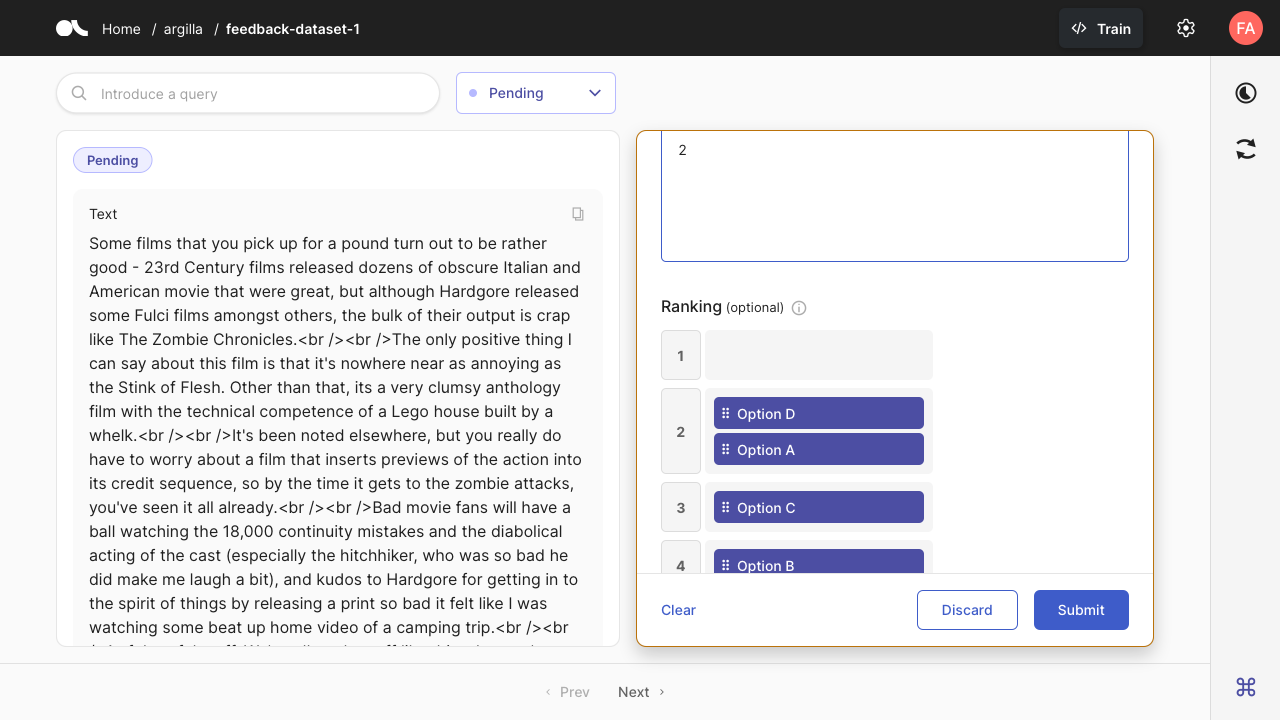 Home / argilla / feedback-dataset-1
Train
FA
Introduce a query
Pending
Pending
Text
Some films that you pick up for a pound turn out to be rather
good - 23rd Century films released dozens of obscure Italian and
American movie that were great, but although Hardgore released
some Fulci films amongst others, the bulk of their output is crap
like The Zombie Chronicles.<br /><br />The only positive thing I
can say about this film is that it's nowhere near as annoying as
the Stink of Flesh. Other than that, its a very clumsy anthology
film with the technical competence of a Lego house built by a
whelk.<br /><br />It's been noted elsewhere, but you really do
have to worry about a film that inserts previews of the action into
its credit sequence, so by the time it gets to the zombie attacks,
you've seen it all already.<br /><br />Bad movie fans will have a
ball watching the 18,000 continuity mistakes and the diabolical
acting of the cast (especially the hitchhiker, who was so bad he
did make me laugh a bit), and kudos to Hardgore for getting in to
the spirit of things by releasing a print so bad it felt like I was
watching some beat up home video of a camping trip.<br /><br
2
Ranking (optional)
1
2
Option D
Option A
3
Option C
4
Option B
Clear
Discard
Submit
Prev
Next